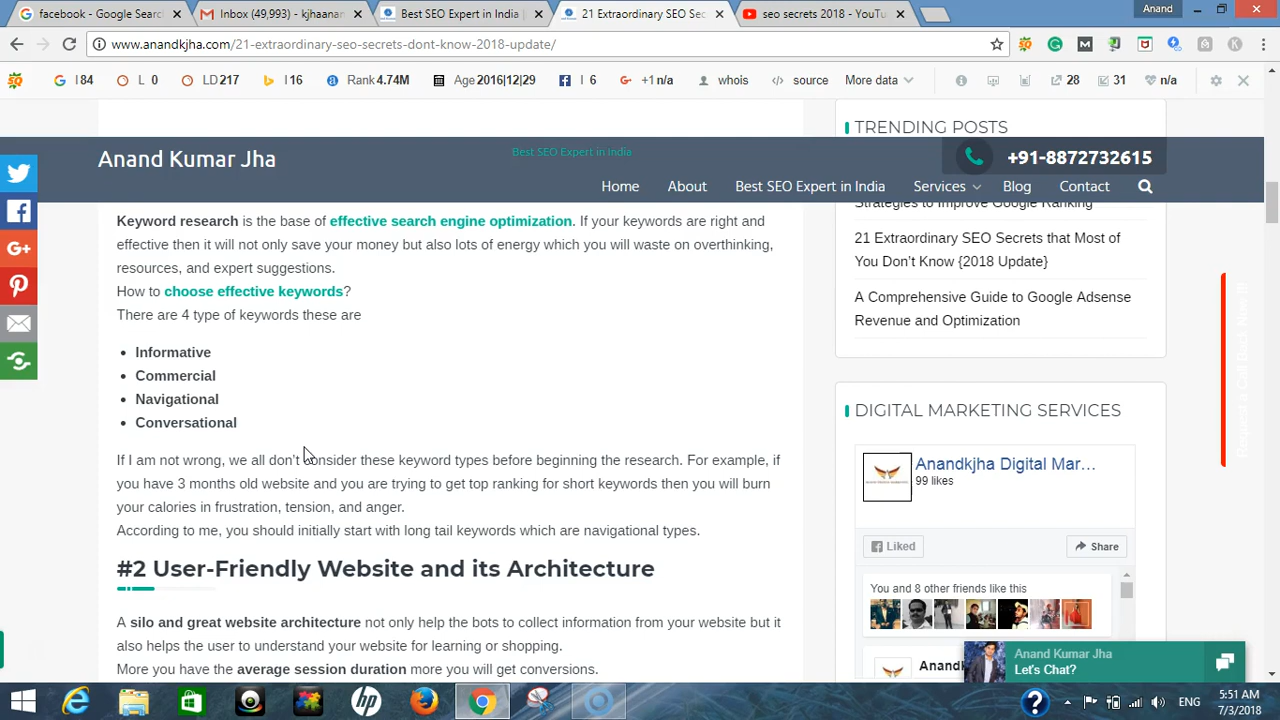 facebook - Google Searc
Inbox (49,993) - kjhaanan
Best SEO Expert in India |
21 Extraordinary SEO Sec
seo secrets 2018 - YouTu
Anand
www.anandkjha.com/21-extraordinary-seo-secrets-dont-know-2018-update/
I 84
L 0
LD 217
I 16
Rank 4.74M
Age 2016|12|29
I 6
+1 n/a
whois
source
More data
28
31
n/a
Anand Kumar Jha
Best SEO Expert in India
+91-8872732615
Home
About
Best SEO Expert in India
Services
Blog
Contact
Keyword research is the base of effective search engine optimization. If your keywords are right and
effective then it will not only save your money but also lots of energy which you will waste on overthinking,
resources, and expert suggestions.
How to choose effective keywords?
There are 4 type of keywords these are
Informative
Commercial
Navigational
Conversational
If I am not wrong, we all don't consider these keyword types before beginning the research. For example, if
you have 3 months old website and you are trying to get top ranking for short keywords then you will burn
your calories in frustration, tension, and anger.
According to me, you should initially start with long tail keywords which are navigational types.
#2 User-Friendly Website and its Architecture
A silo and great website architecture not only help the bots to collect information from your website but it
also helps the user to understand your website for learning or shopping.
More you have the average session duration more you will get conversions.
TRENDING POSTS
Strategies to Improve Google Ranking
21 Extraordinary SEO Secrets that Most of
You Don't Know {2018 Update}
A Comprehensive Guide to Google Adsense
Revenue and Optimization
DIGITAL MARKETING SERVICES
Anandkjha Digital Mar...
99 likes
Liked
Share
You and 8 other friends like this
Anandk
Request a Call Back Now !!!
Anand Kumar Jha
Let's Chat?
ENG
5:51 AM
7/3/2018